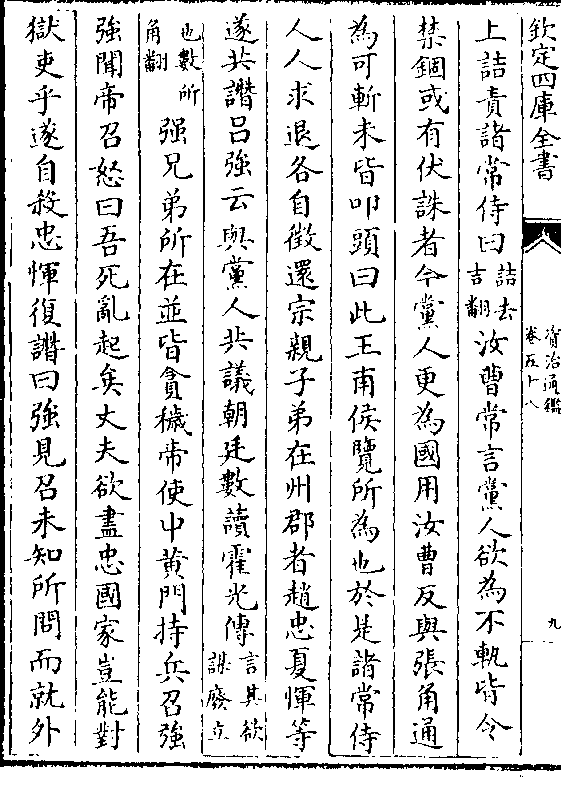 欽定四庫全書
資治通鑑
卷五十八
九
上詰責諸常侍曰詰去吉翻汝曹常言黨人欲為不軌皆令
禁錮或有伏誅者今黨人更為國用汝曹反與張角通
為可斬未皆叩頭曰此王甫侯覽所為也於是諸常侍
人人求退各自徵還宗親子弟在州郡者趙忠夏惲等
遂共譖吕強云與黨人共議朝廷數讀霍光傳言其欲謀廢立
也數所角翻强兄弟所在並皆貪穢帝使中黄門持兵召強
強聞帝召怒曰吾死亂起矣丈夫欲盡忠國家豈能對
獄吏乎遂自殺忠惲復譖曰強見召未知所問而就外